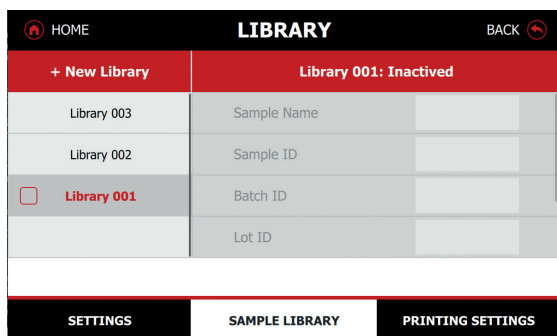 HOME LIBRARY BACK
+ New Library Library 001: Inactived
Library 003 Sample Name
Library 002 Sample ID
Library 001 Batch ID
Lot ID
SETTINGS SAMPLE LIBRARY PRINTING SETTINGS